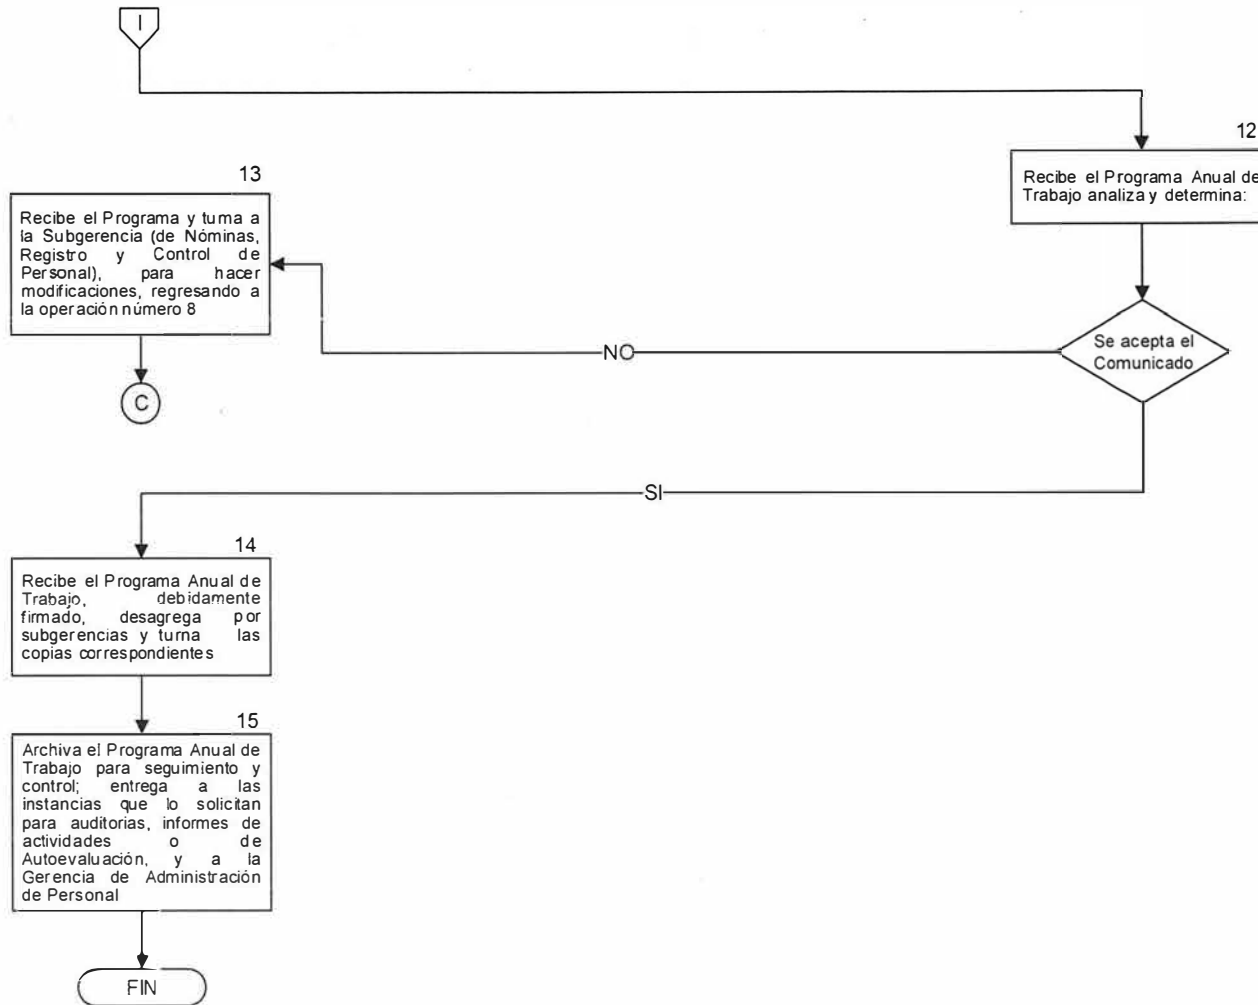 I
12
Recibe el Programa Anual de
Trabajo analiza y determina:
13
Recibe el Programa y tuma a
la Subgerencia (de Nóminas,
Registro y Control de
Personal), para hacer
modificaciones, regresando a
la operación número 8
Se acepta el
Comunicado
NO
C
SI
14
Recibe el Programa Anual de
Trabajo, debidamente
firmado, desagrega por
subgerencias y turna las
copias correspondientes
15
Archiva el Programa Anual de
Trabajo para seguimiento y
control; entrega a las
instancias que lo solicitan
para auditorias, informes de
actividades o de
Autoevaluación, y a la
Gerencia de Administración
de Personal
FIN